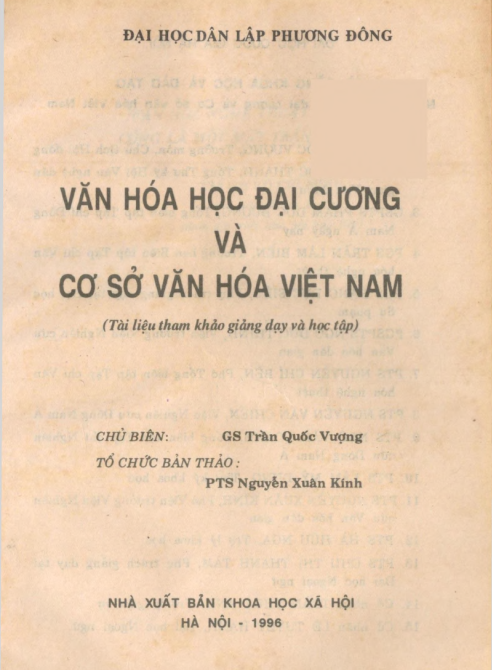 ĐẠI HỌC DÂN LẬP PHƯƠNG ĐÔNG
VĂN HÓA HỌC ĐẠI CƯƠNG
VÀ
CƠ SỞ VĂN HÓA VIỆT NAM
(Tài liệu tham khảo giảng dạy và học tập)
CHỦ BIÊN: GS Trần Quốc Vượng
TỔ CHỨC BẢN THẢO :
PTS Nguyễn Xuân Kính
NHÀ XUẤT BẢN KHOA HỌC XÃ HỘI
HÀ NỘI - 1996